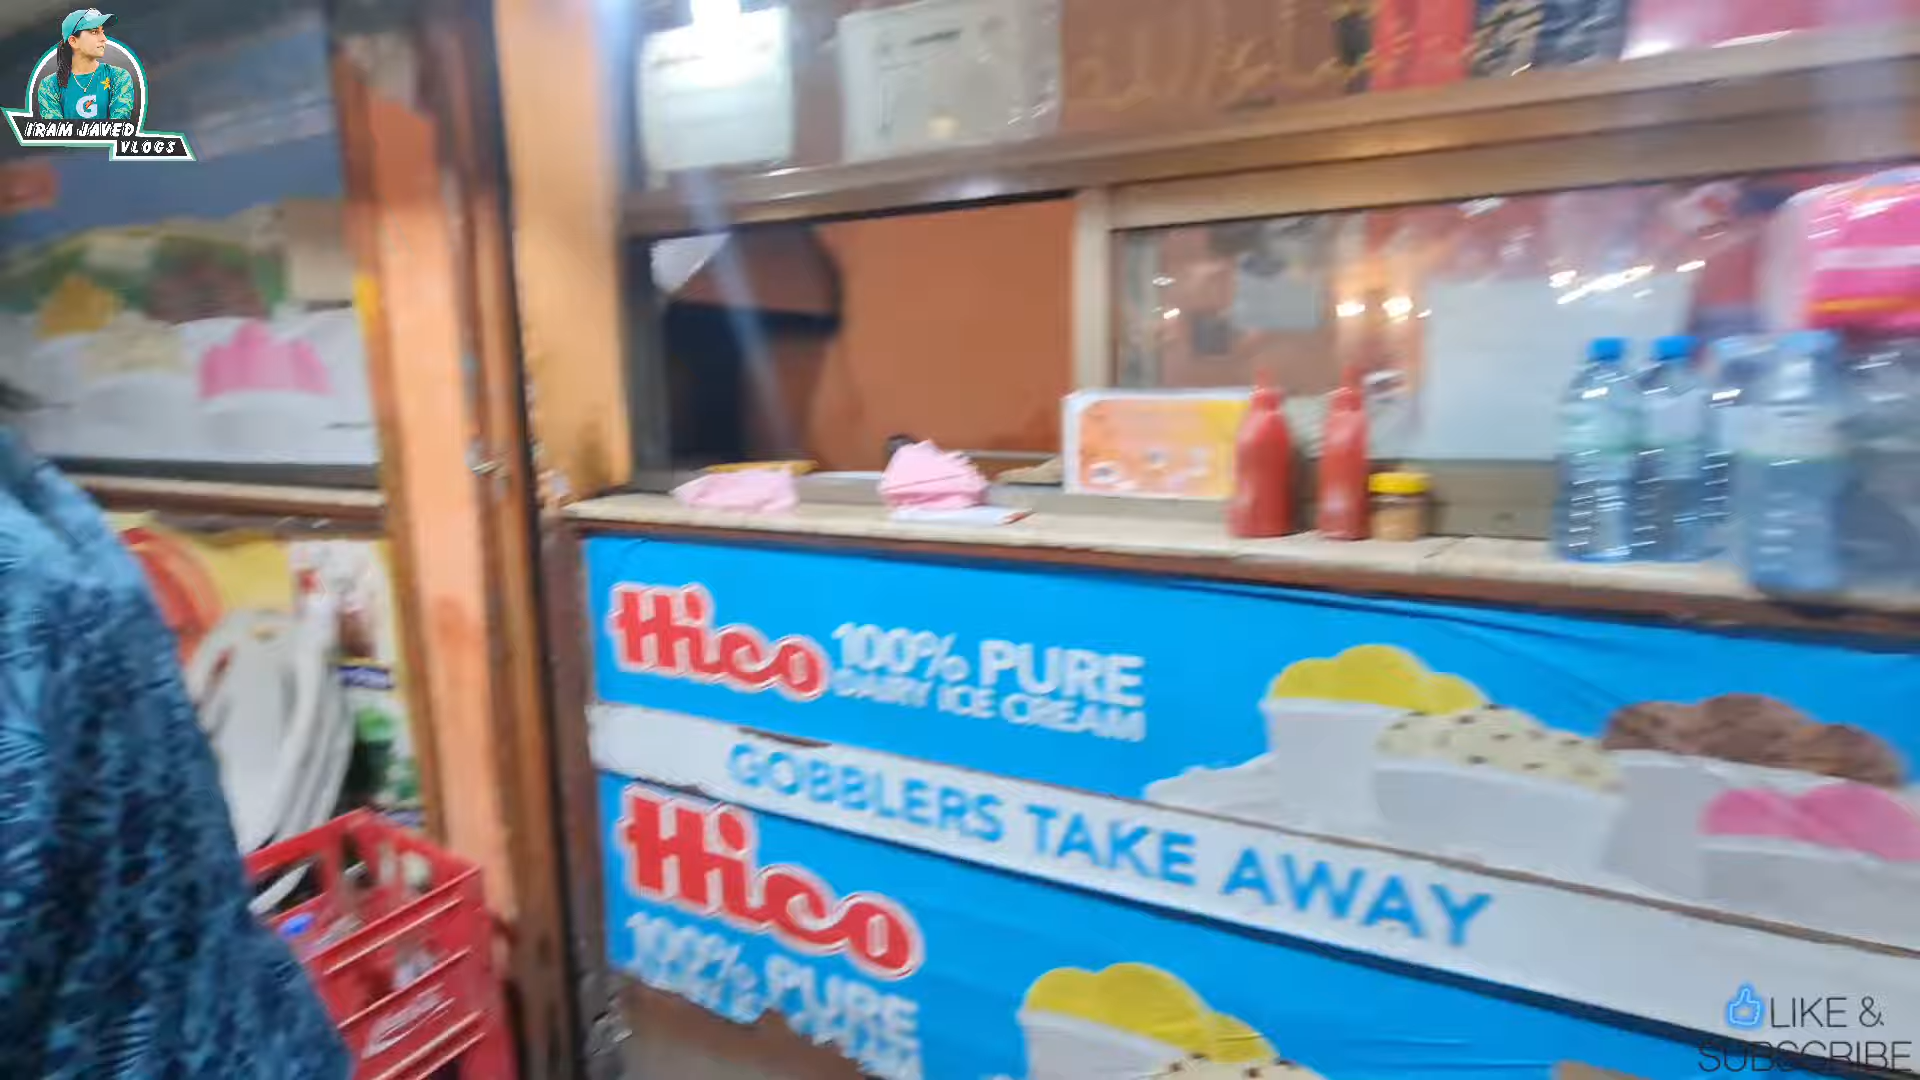 IRAM JAVED
VLOGS
G
Hico 100% PURE
DAIRY ICE CREAM
GOBBLERS TAKE AWAY
Hico
100% PURE
LIKE &
SUBSCRIBE